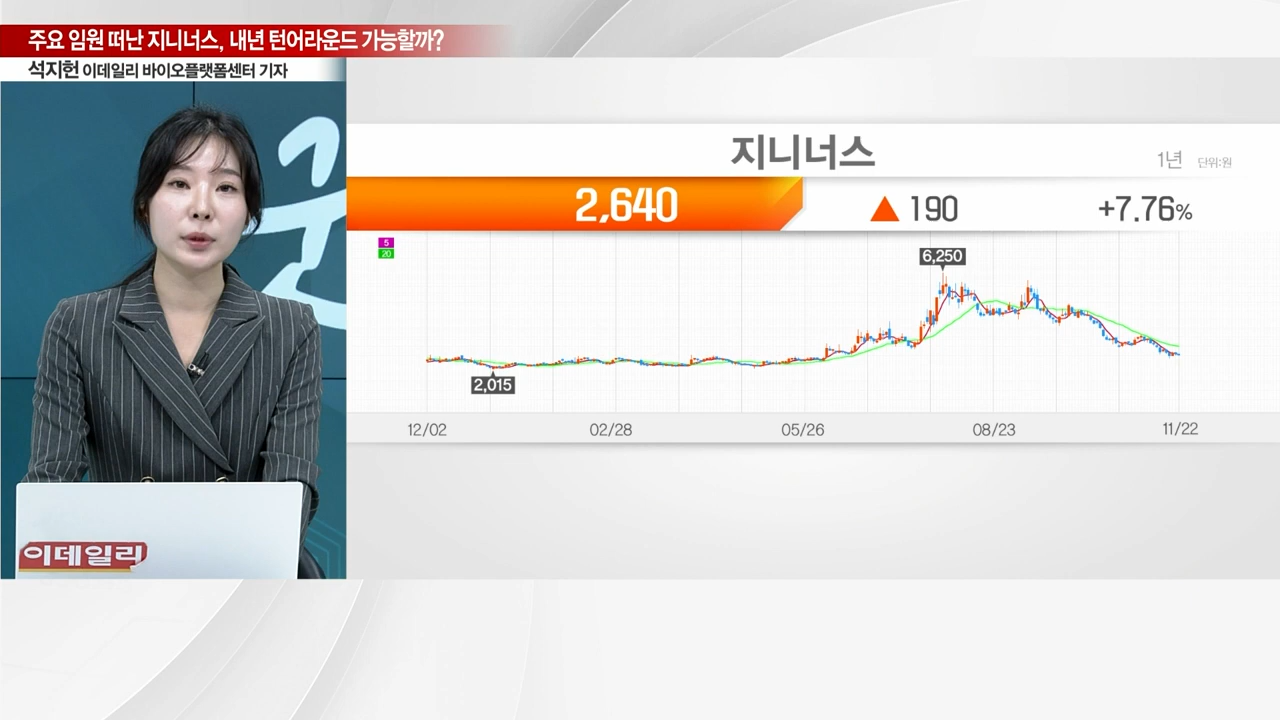 주요 임원 떠난 지니너스, 내년 턴어라운드 가능할까?
석지헌 이데일리 바이오플랫폼센터 기자
지니너스
1년 단위:원
2,640 ▲ 190 +7.76%
5
20
6,250
2,015
12/02 02/28 05/26 08/23 11/22
이데일리